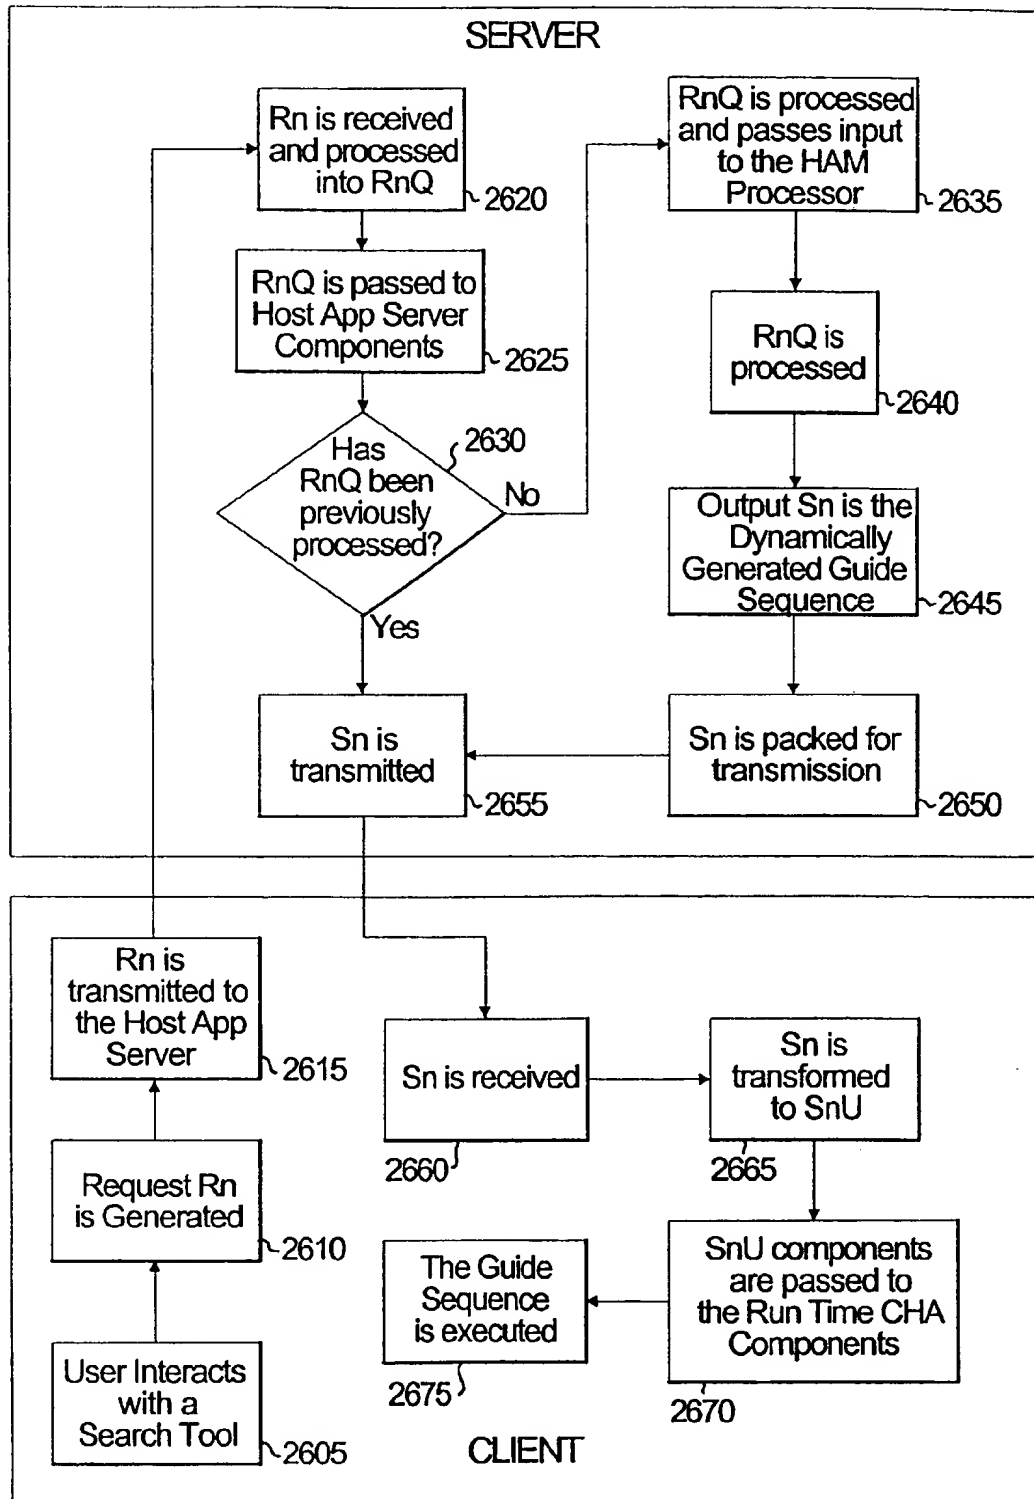 SERVER
Rn is received
and processed
into RnQ
2620
RnQ is passed to
Host App Server
Components
2625
Has
RnQ been
previously
processed?
2630
No
Yes
RnQ is processed
and passes input
to the HAM
Processor
2635
RnQ is
processed
2640
Output Sn is the
Dynamically
Generated Guide
Sequence
2645
Sn is packed for
transmission
2650
Sn is
transmitted
2655
Rn is
transmitted to
the Host App
Server
2615
Request Rn
is Generated
2610
User Interacts
with a
Search Tool
2605
Sn is received
2660
Sn is
transformed
to SnU
2665
SnU components
are passed to
the Run Time CHA
Components
2670
The Guide
Sequence
is executed
2675
CLIENT